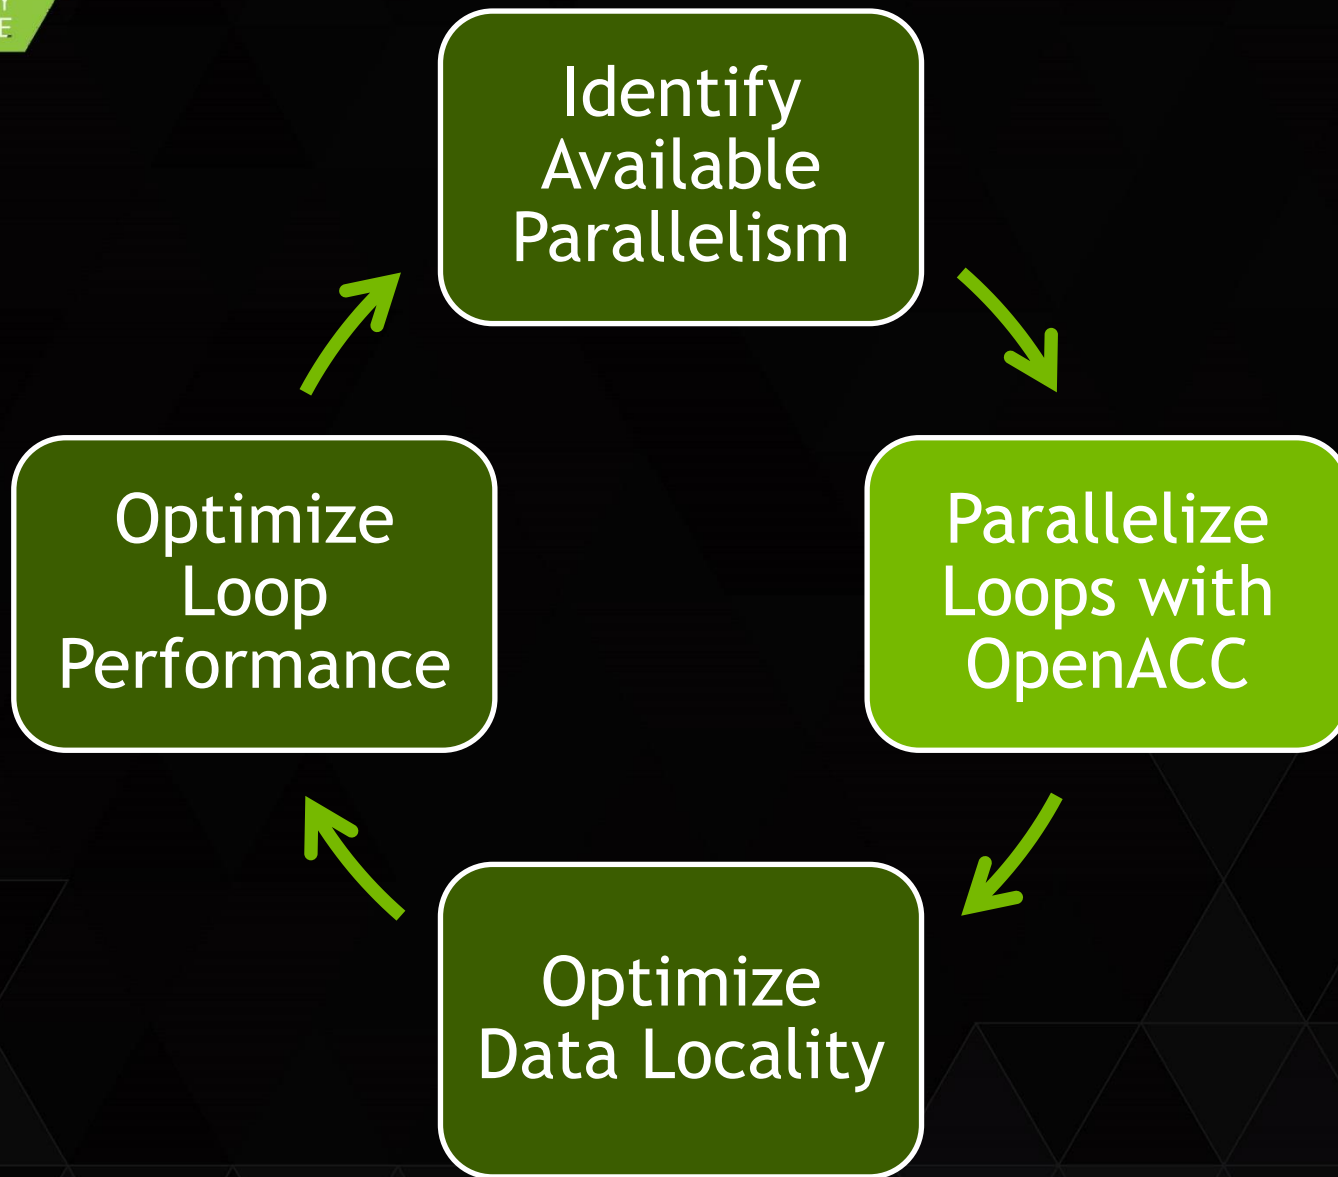 Identify
Available
Parallelism
Optimize
Loop
Performance
Parallelize
Loops with
OpenACC
Optimize
Data Locality